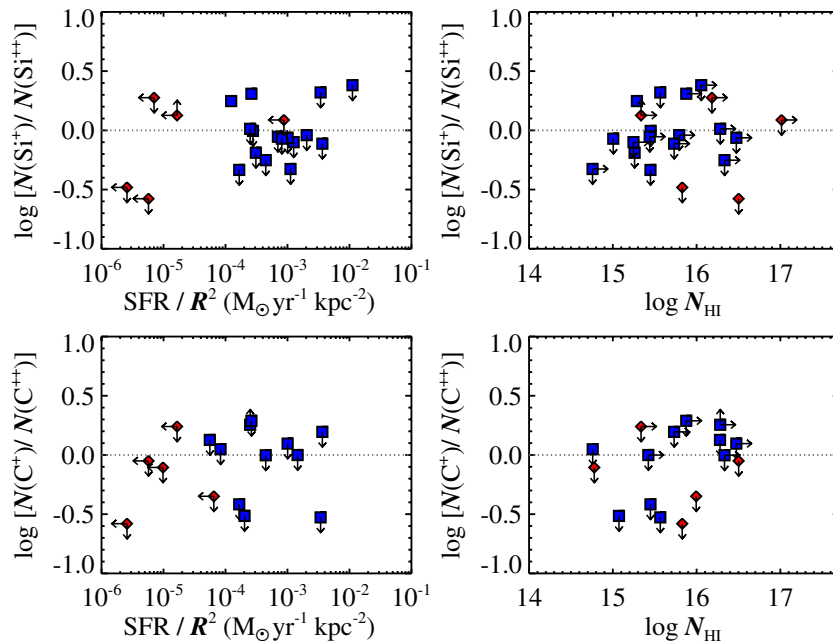 1.0
0.5
0.0
-0.5
-1.0
log [N(Si⁺)/ N(Si⁺⁺)]
10⁻⁶ 10⁻⁵ 10⁻⁴ 10⁻³ 10⁻² 10⁻¹
SFR / R² (M☉ yr⁻¹ kpc⁻²)
1.0
0.5
0.0
-0.5
-1.0
log [N(Si⁺)/ N(Si⁺⁺)]
14 15 16 17
log N_HI
1.0
0.5
0.0
-0.5
-1.0
log [N(C⁺)/ N(C⁺⁺)]
10⁻⁶ 10⁻⁵ 10⁻⁴ 10⁻³ 10⁻² 10⁻¹
SFR / R² (M☉ yr⁻¹ kpc⁻²)
1.0
0.5
0.0
-0.5
-1.0
log [N(C⁺)/ N(C⁺⁺)]
14 15 16 17
log N_HI